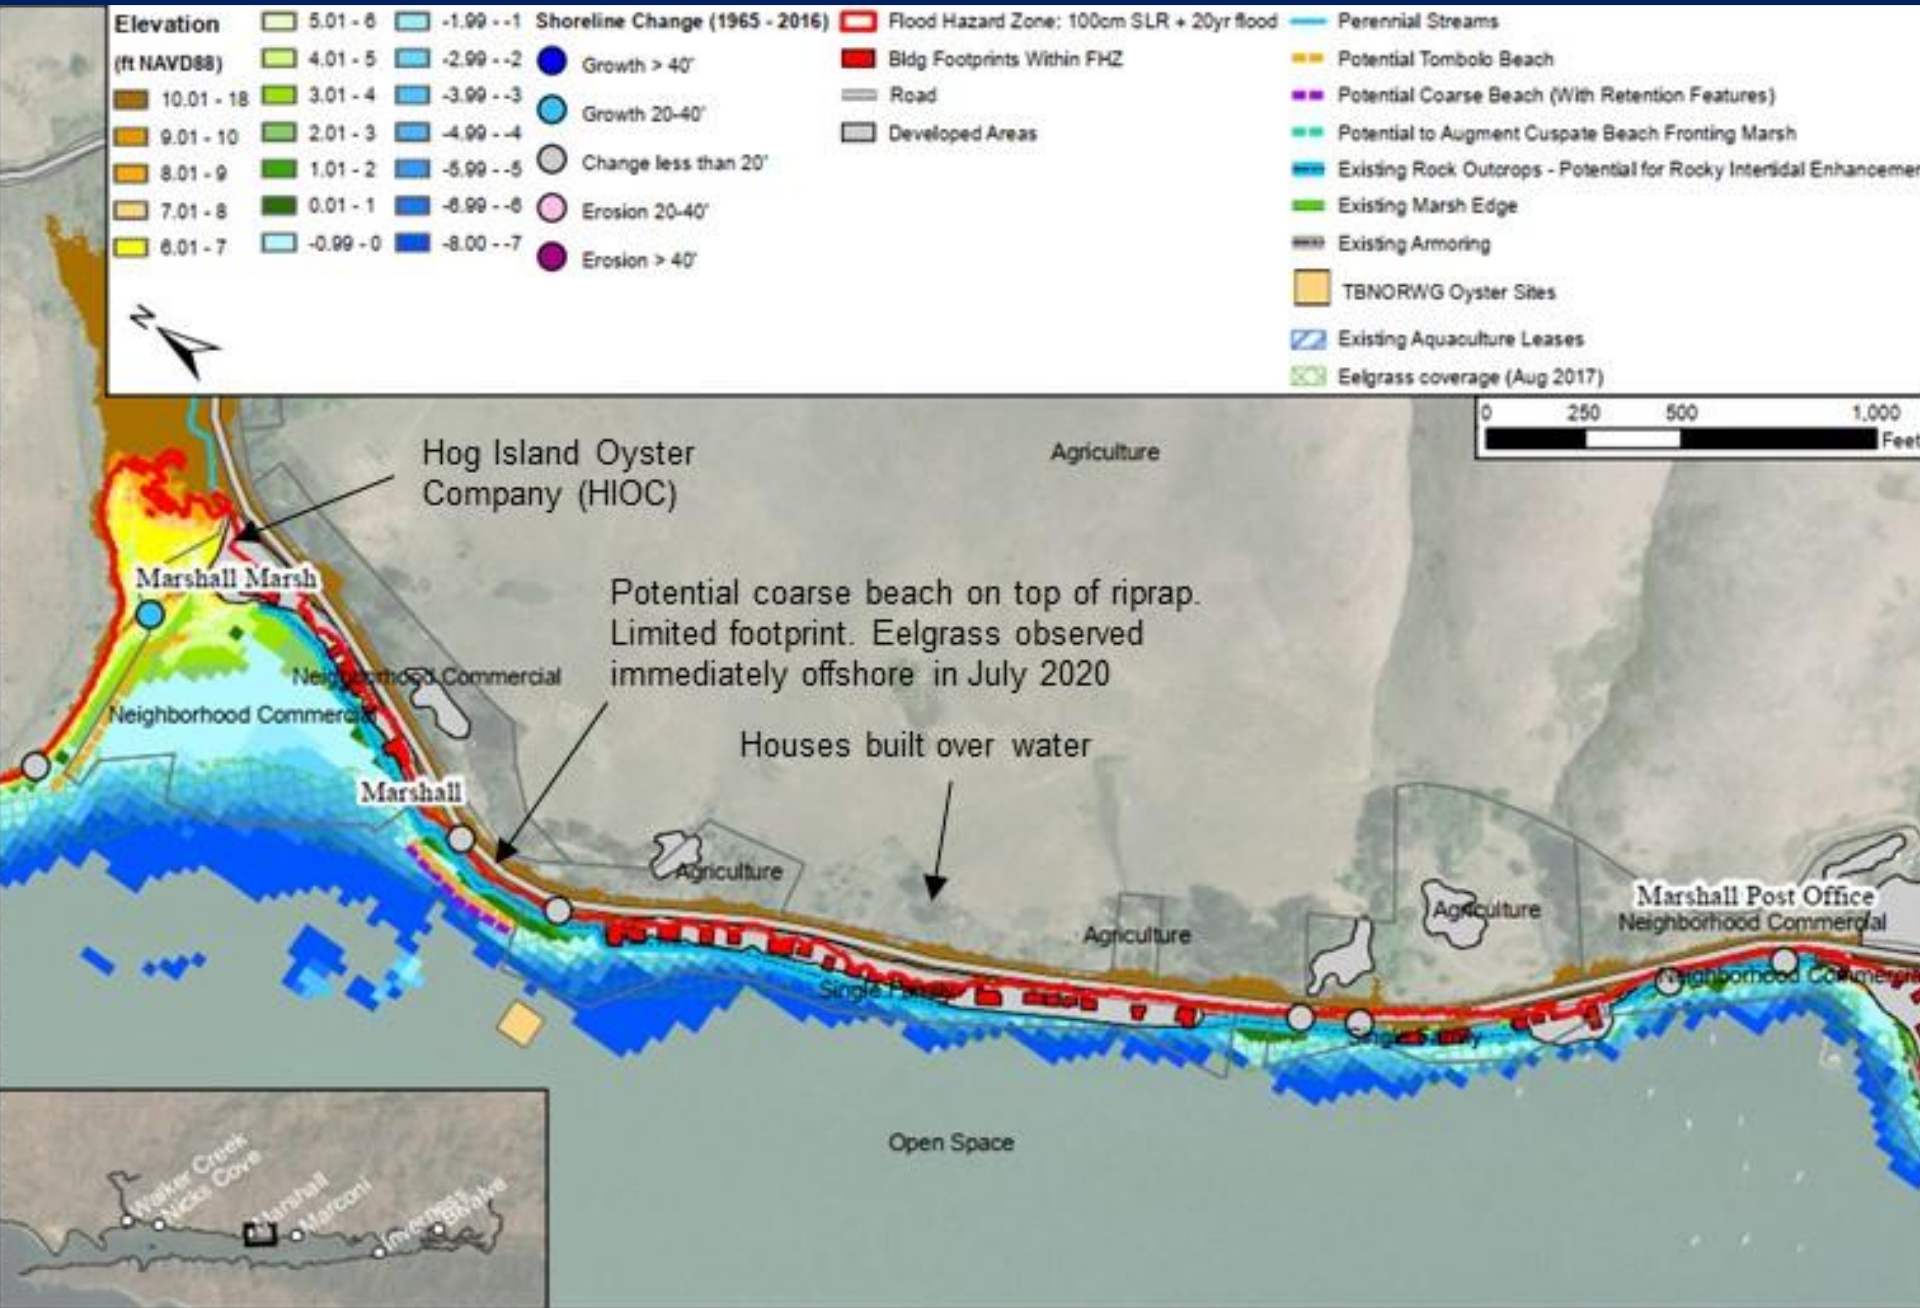 Elevation
(ft NAVD88)
10.01 - 18
9.01 - 10
8.01 - 9
7.01 - 8
6.01 - 7
5.01 - 6
4.01 - 5
3.01 - 4
2.01 - 3
1.01 - 2
0.01 - 1
-0.99 - 0
-1.99 - -1
-2.99 - -2
-3.99 - -3
-4.99 - -4
-5.99 - -5
-6.99 - -6
-8.00 - -7
Shoreline Change (1965 - 2016)
Growth > 40'
Growth 20-40'
Change less than 20'
Erosion 20-40'
Erosion > 40'
Flood Hazard Zone: 100cm SLR + 20yr flood
Bldg Footprints Within FHZ
Road
Developed Areas
Perennial Streams
Potential Tombolo Beach
Potential Coarse Beach (With Retention Features)
Potential to Augment Cuspate Beach Fronting Marsh
Existing Rock Outcrops - Potential for Rocky Intertidal Enhancemen
Existing Marsh Edge
Existing Armoring
TBNORWG Oyster Sites
Existing Aquaculture Leases
Eelgrass coverage (Aug 2017)
N
0 250 500 1,000
Feet
Hog Island Oyster
Company (HIOC)
Agriculture
Marshall Marsh
Potential coarse beach on top of riprap.
Limited footprint. Eelgrass observed
immediately offshore in July 2020
Neighborhood Commercial
Neighborhood Commercial
Houses built over water
Marshall
Agriculture
Agriculture
Agriculture
Marshall Post Office
Neighborhood Commercial
Neighborhood Commercial
Single Family
Single Family
Open Space
Walker Creek
Nicks Cove
Marshall
Marconi
Inverness
Bivalve